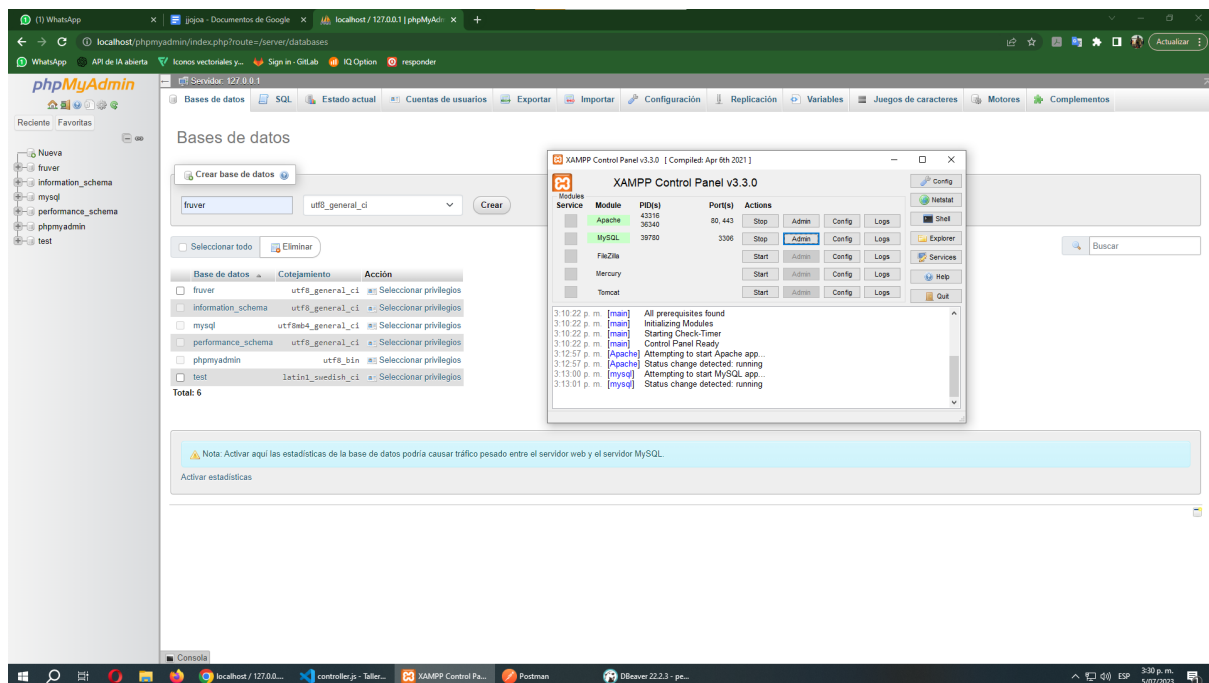 (1) WhatsApp
jjojoa - Documentos de Google
localhost / 127.0.0.1 | phpMyAdm
localhost/phpmyadmin/index.php?route=/server/databases
Actualizar
WhatsApp
API de IA abierta
Iconos vectoriales y...
Sign in · GitLab
IQ Option
responder
phpMyAdmin
Reciente Favoritas
Nueva
fruver
information_schema
mysql
performance_schema
phpmyadmin
test
Servidor: 127.0.0.1
Bases de datos
SQL
Estado actual
Cuentas de usuarios
Exportar
Importar
Configuración
Replicación
Variables
Juegos de caracteres
Motores
Complementos
Bases de datos
Crear base de datos
fruver
utf8_general_ci
Crear
Seleccionar todo
Eliminar
Buscar
Base de datos Cotejamiento Acción
fruver utf8_general_ci Seleccionar privilegios
information_schema utf8_general_ci Seleccionar privilegios
mysql utf8mb4_general_ci Seleccionar privilegios
performance_schema utf8_general_ci Seleccionar privilegios
phpmyadmin utf8_bin Seleccionar privilegios
test latin1_swedish_ci Seleccionar privilegios
Total: 6
Nota: Activar aquí las estadísticas de la base de datos podría causar tráfico pesado entre el servidor web y el servidor MySQL.
Activar estadísticas
Consola
XAMPP Control Panel v3.3.0 [ Compiled: Apr 6th 2021 ]
XAMPP Control Panel v3.3.0
Modules
Service Module PID(s) Port(s) Actions
Apache 43316 36340 80, 443 Stop Admin Config Logs
MySQL 39780 3306 Stop Admin Config Logs
FileZilla Start Admin Config Logs
Mercury Start Admin Config Logs
Tomcat Start Admin Config Logs
Config
Netstat
Shell
Explorer
Services
Help
Quit
3:10:22 p. m. [main] All prerequisites found
3:10:22 p. m. [main] Initializing Modules
3:10:22 p. m. [main] Starting Check-Timer
3:10:22 p. m. [main] Control Panel Ready
3:12:57 p. m. [Apache] Attempting to start Apache app...
3:12:57 p. m. [Apache] Status change detected: running
3:13:00 p. m. [mysql] Attempting to start MySQL app...
3:13:01 p. m. [mysql] Status change detected: running
localhost / 127.0.0....
controller.js - Taller...
XAMPP Control Pa...
Postman
DBeaver 22.2.3 - pe...
ESP
3:30 p. m.
5/07/2023